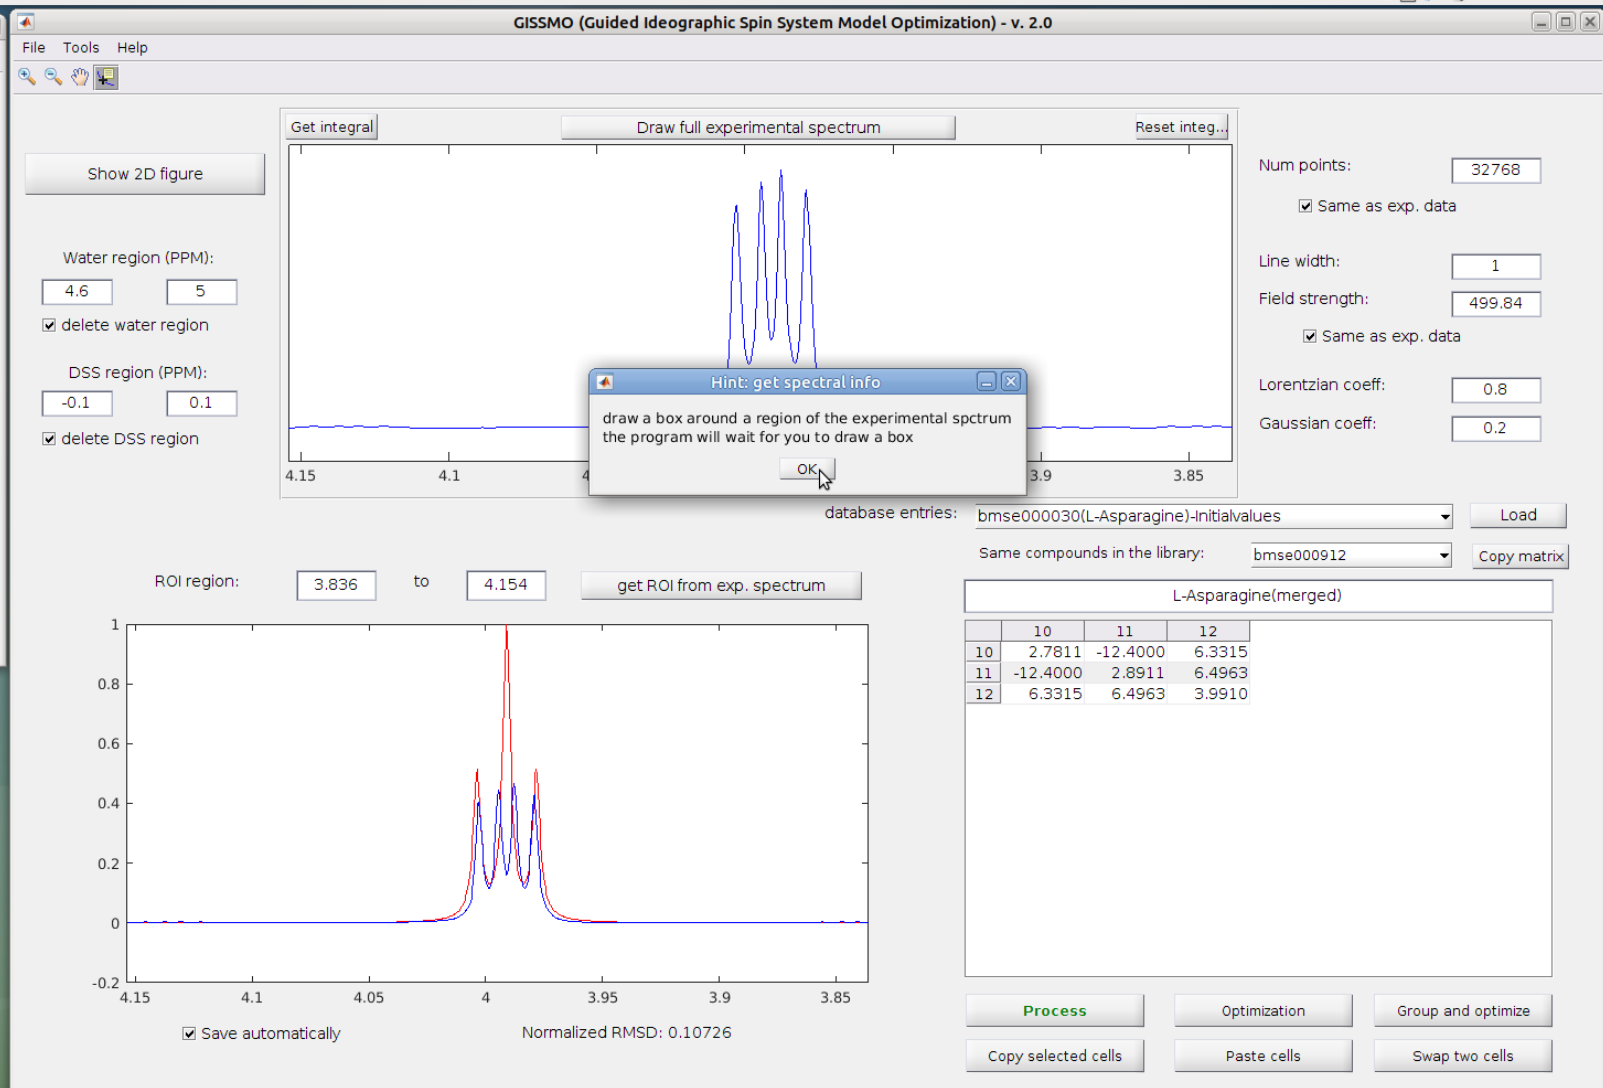 GISSMO (Guided Ideographic Spin System Model Optimization) - v. 2.0
File Tools Help
Get integral
Draw full experimental spectrum
Reset integ...
Show 2D figure
Water region (PPM):
4.6 5
delete water region
DSS region (PPM):
-0.1 0.1
delete DSS region
4.15 4.1 4 3.9 3.85
Num points: 32768
Same as exp. data
Line width: 1
Field strength: 499.84
Same as exp. data
Lorentzian coeff: 0.8
Gaussian coeff: 0.2
Hint: get spectral info
draw a box around a region of the experimental spctrum
the program will wait for you to draw a box
OK
database entries: bmse000030(L-Asparagine)-Initialvalues Load
Same compounds in the library: bmse000912 Copy matrix
ROI region: 3.836 to 4.154 get ROI from exp. spectrum
L-Asparagine(merged)
10 11 12
10 2.7811 -12.4000 6.3315
11 -12.4000 2.8911 6.4963
12 6.3315 6.4963 3.9910
1
0.8
0.6
0.4
0.2
0
-0.2
4.15 4.1 4.05 4 3.95 3.9 3.85
Save automatically
Normalized RMSD: 0.10726
Process Optimization Group and optimize
Copy selected cells Paste cells Swap two cells